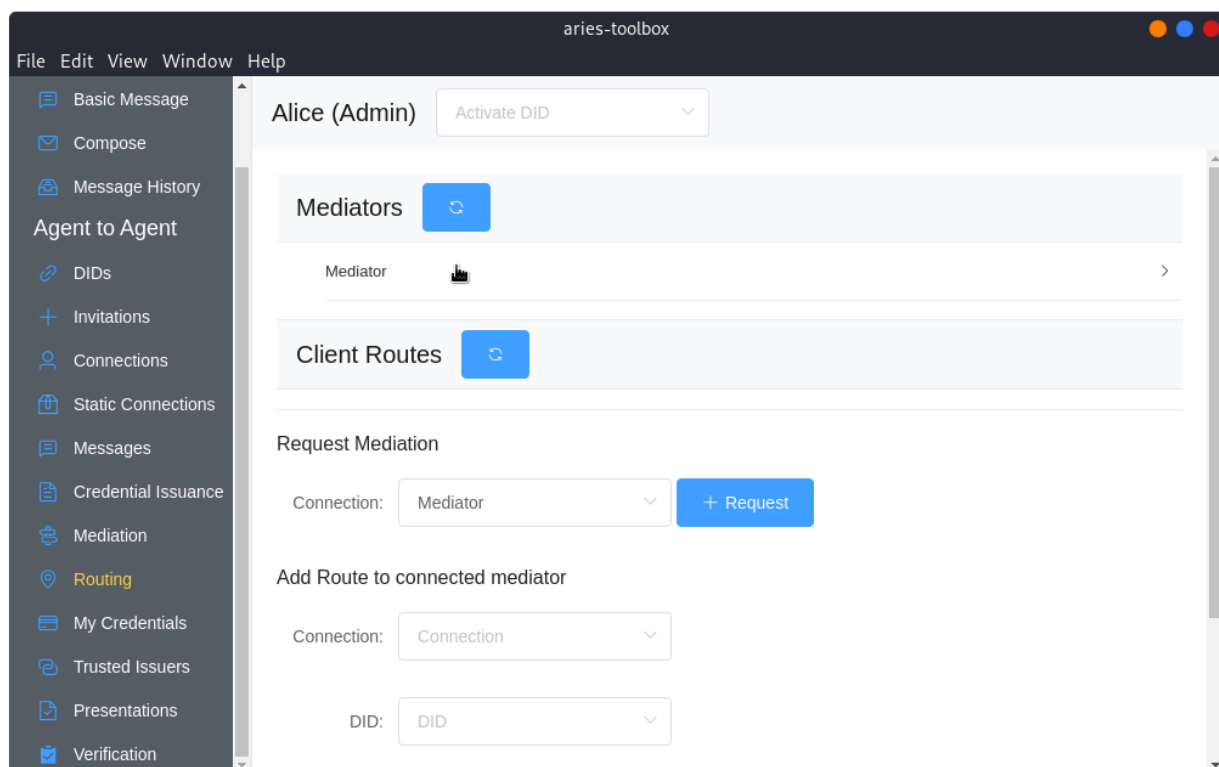 aries-toolbox
File Edit View Window Help
Basic Message
Compose
Message History
Agent to Agent
DIDs
Invitations
Connections
Static Connections
Messages
Credential Issuance
Mediation
Routing
My Credentials
Trusted Issuers
Presentations
Verification
Alice (Admin) Activate DID
Mediators
Mediator
Client Routes
Request Mediation
Connection: Mediator + Request
Add Route to connected mediator
Connection: Connection
DID: DID